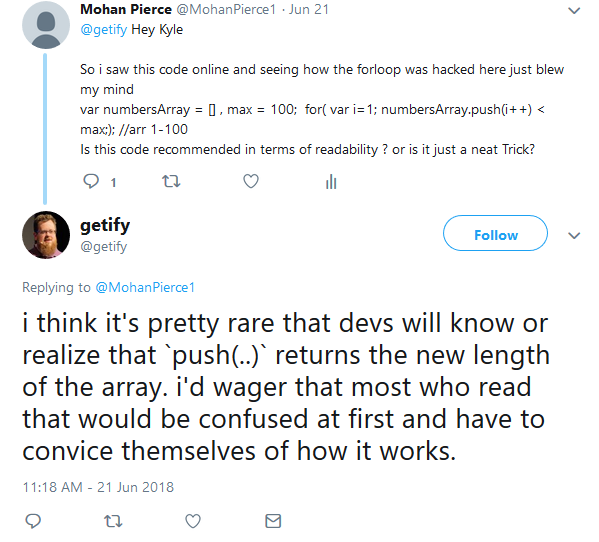 Mohan Pierce @MohanPierce1 · Jun 21
@getify Hey Kyle
So i saw this code online and seeing how the forloop was hacked here just blew
my mind
var numbersArray = [] , max = 100;  for( var i=1; numbersArray.push(i++) <
max;); //arr 1-100
Is this code recommended in terms of readability ? or is it just a neat Trick?
1
getify
@getify
Follow
Replying to @MohanPierce1
i think it's pretty rare that devs will know or
realize that `push(..)` returns the new length
of the array. i'd wager that most who read
that would be confused at first and have to
convice themselves of how it works.
11:18 AM - 21 Jun 2018